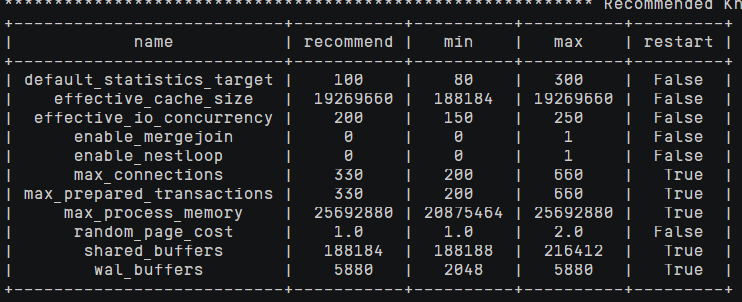 ************************************************************ Recommended Kn
+---------------------------+-----------+----------+----------+---------+
| name | recommend | min | max | restart |
+---------------------------+-----------+----------+----------+---------+
| default_statistics_target | 100 | 80 | 300 | False |
| effective_cache_size | 19269660 | 188184 | 19269660 | False |
| effective_io_concurrency | 200 | 150 | 250 | False |
| enable_mergejoin | 0 | 0 | 1 | False |
| enable_nestloop | 0 | 0 | 1 | False |
| max_connections | 330 | 200 | 660 | True |
| max_prepared_transactions | 330 | 200 | 660 | True |
| max_process_memory | 25692880 | 20875464 | 25692880 | True |
| random_page_cost | 1.0 | 1.0 | 2.0 | False |
| shared_buffers | 188184 | 188188 | 216412 | True |
| wal_buffers | 5880 | 2048 | 5880 | True |
+---------------------------+-----------+----------+----------+---------+